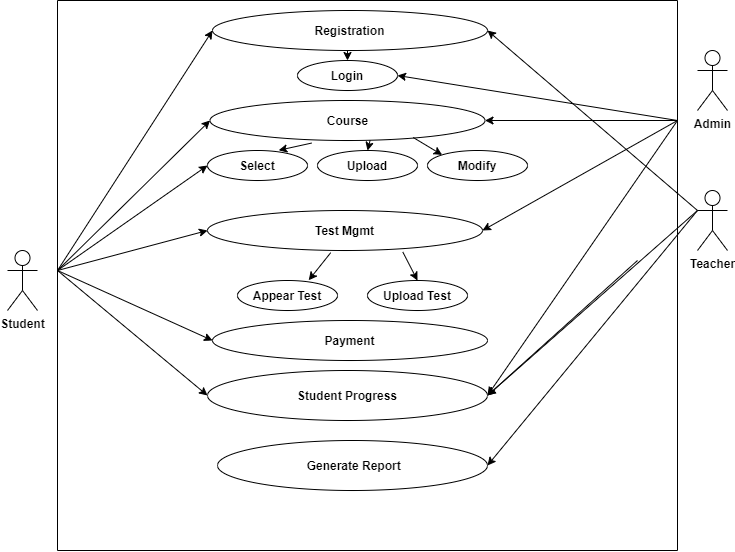 Registration
Login
Admin
Course
Select
Upload
Modify
Test Mgmt
Teacher
Appear Test
Upload Test
Student
Payment
Student Progress
Generate Report